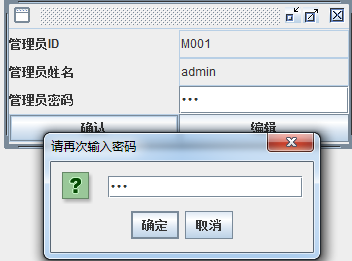 管理员ID M001
管理员姓名 admin
管理员密码 •••
确认 编辑
请再次输入密码
?
•••
确定 取消